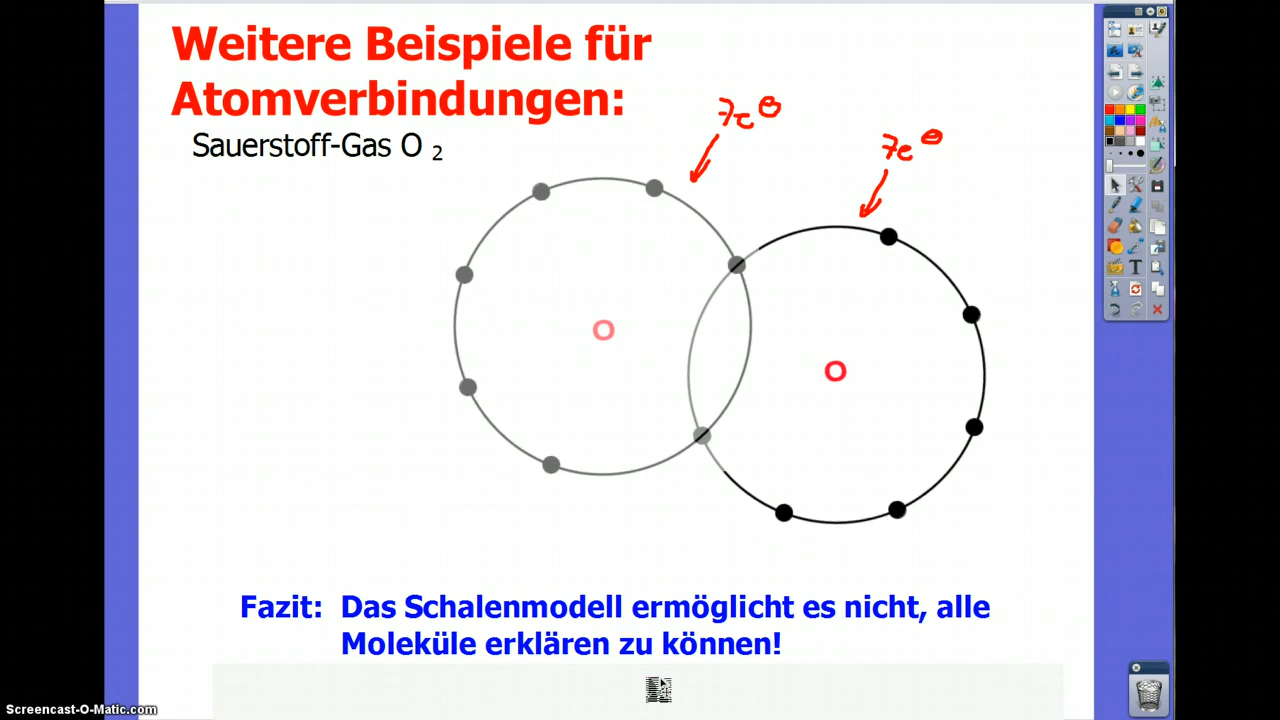 Weitere Beispiele für
Atomverbindungen:
Sauerstoff-Gas O 2
7e⊖
7e⊖
O
O
Fazit: Das Schalenmodell ermöglicht es nicht, alle
Moleküle erklären zu können!
T
Screencast-O-Matic.com